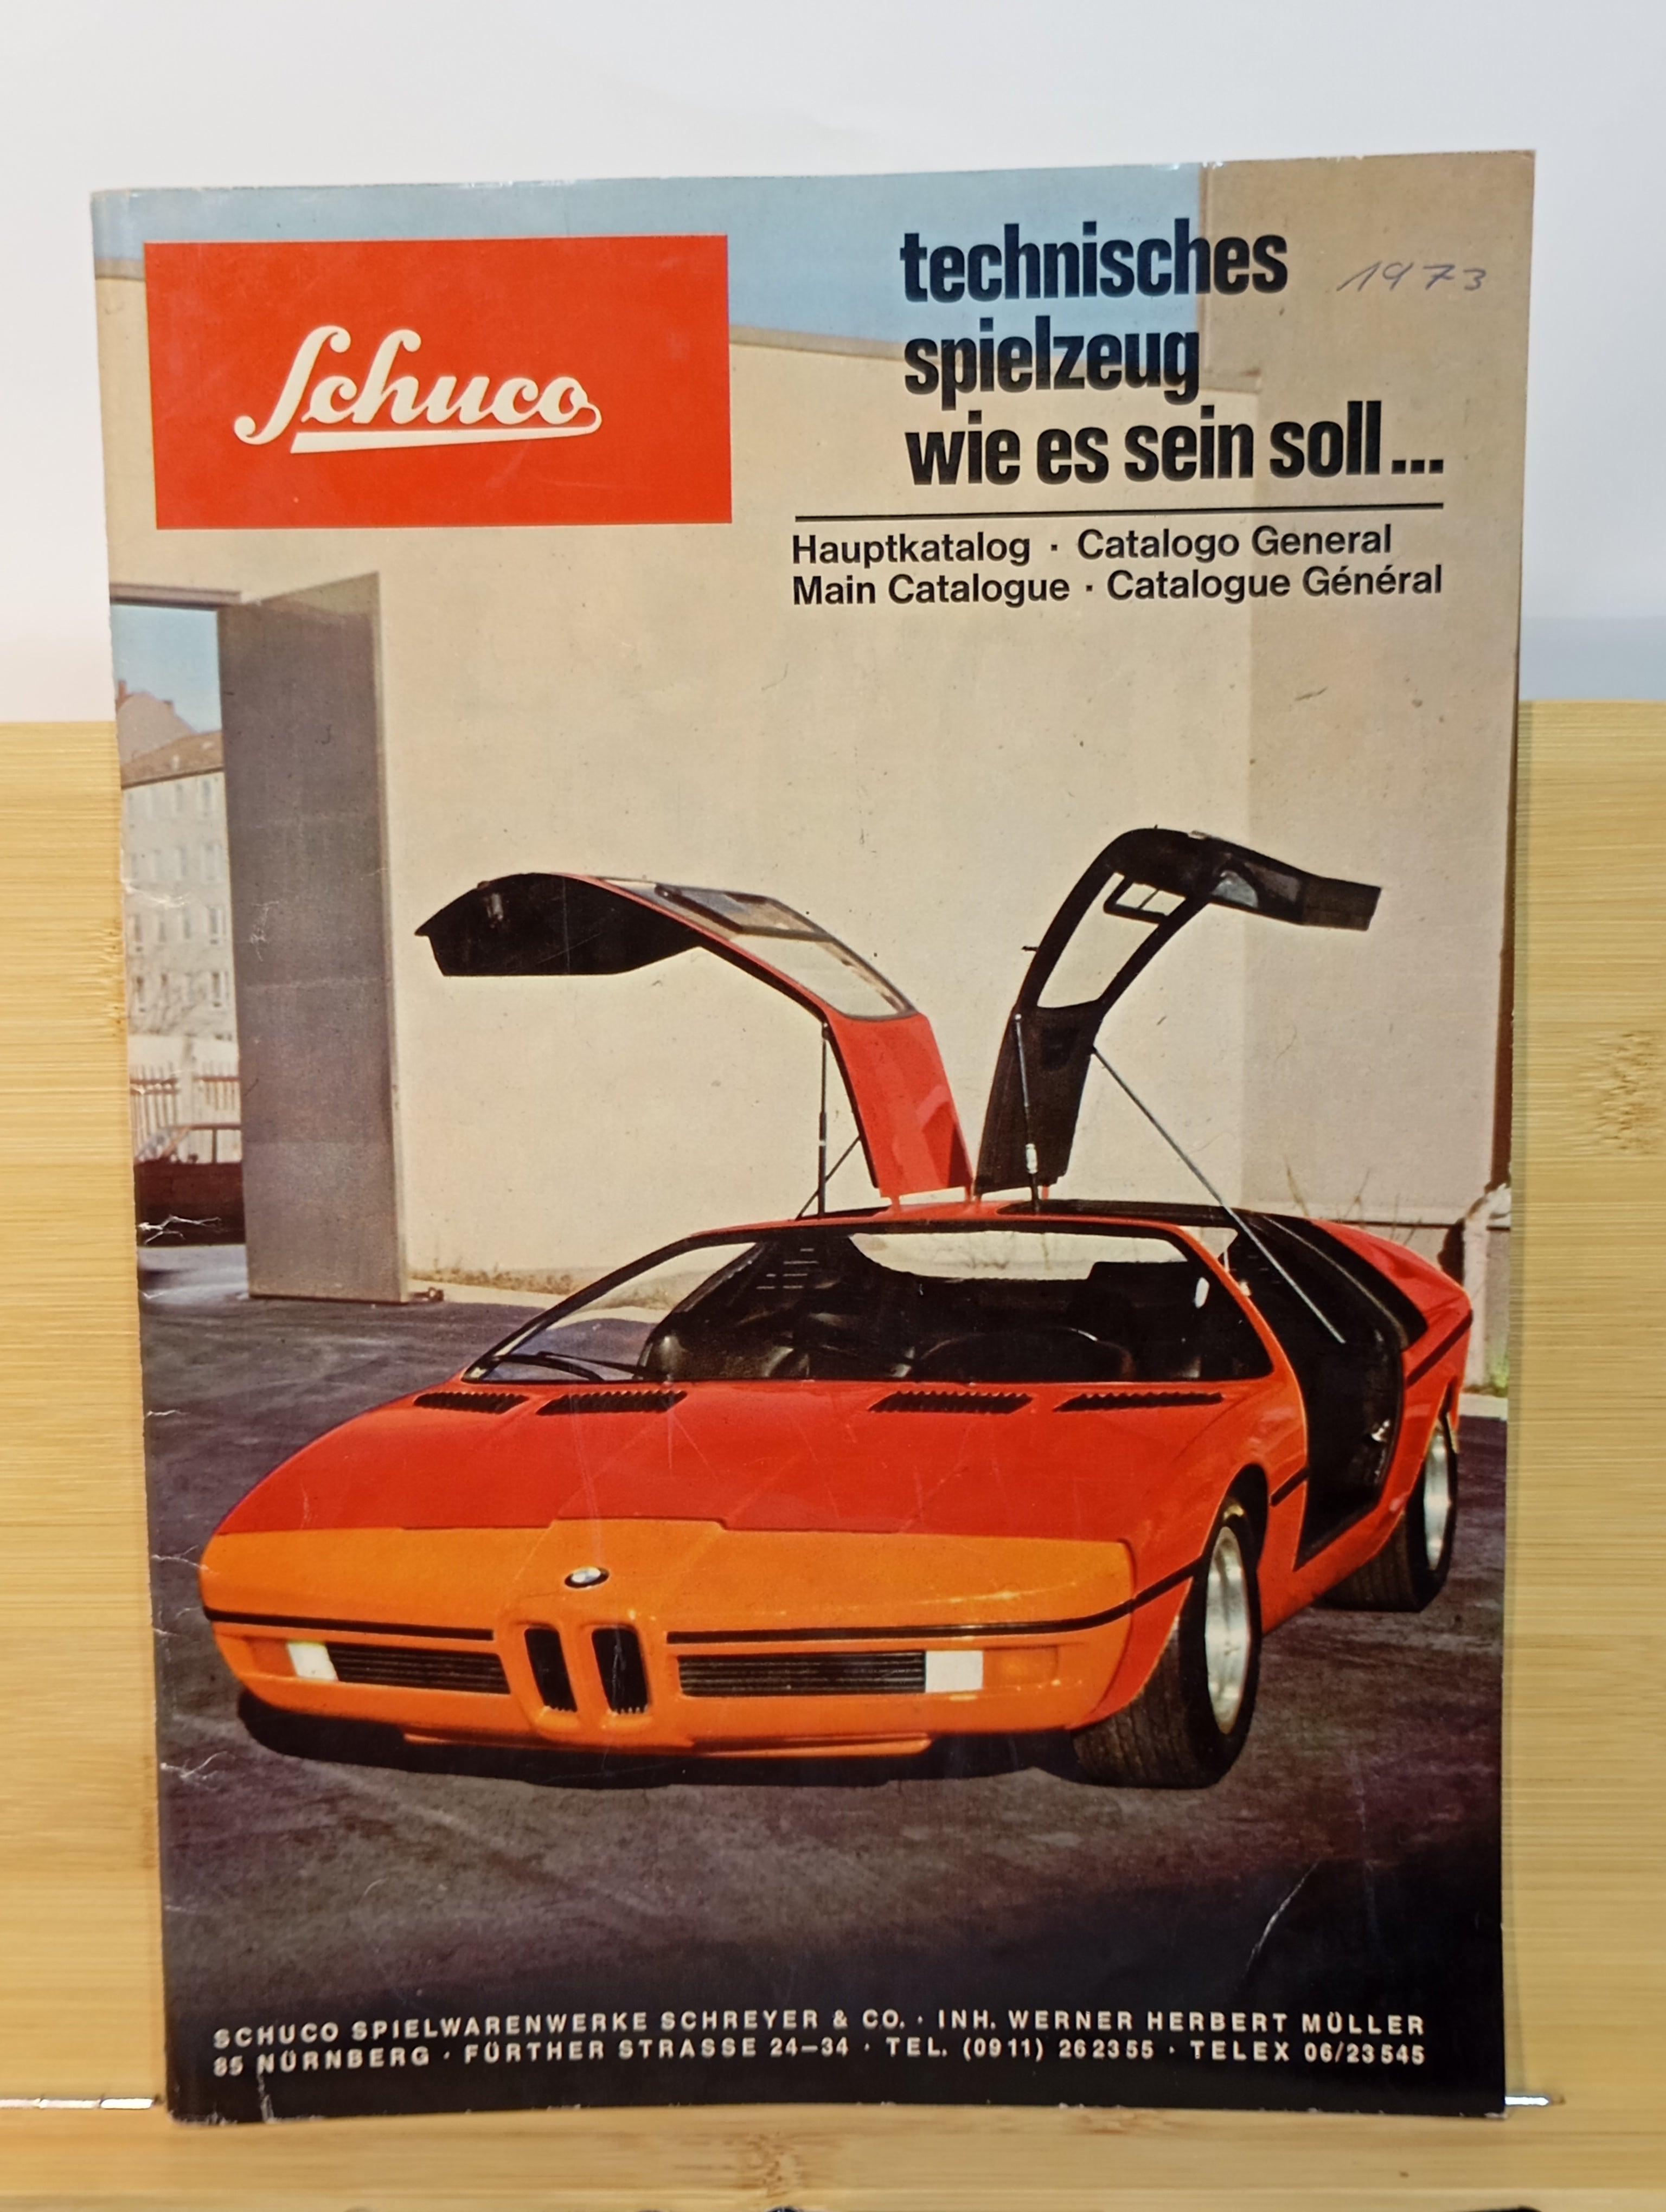 Schuco
technisches
spielzeug
wie es sein soll...
1973
Hauptkatalog · Catalogo General
Main Catalogue · Catalogue Général
SCHUCO SPIELWARENWERKE SCHREYER & CO. · INH. WERNER HERBERT MÜLLER
85 NÜRNBERG · FÜRTHER STRASSE 24–34 · TEL. (0911) 262355 · TELEX 06/23545